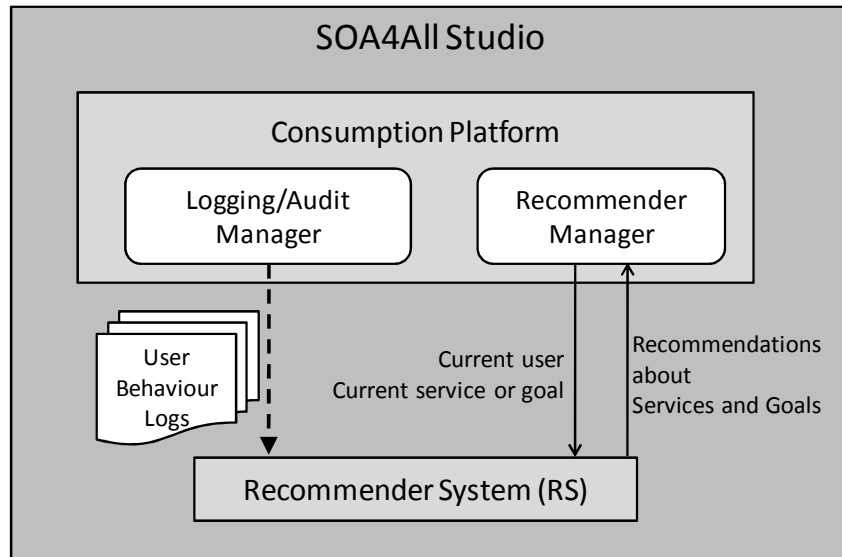 SOA4All Studio
Consumption Platform
Logging/Audit
Manager
Recommender
Manager
User
Behaviour
Logs
Current user
Current service or goal
Recommendations
about
Services and Goals
Recommender System (RS)